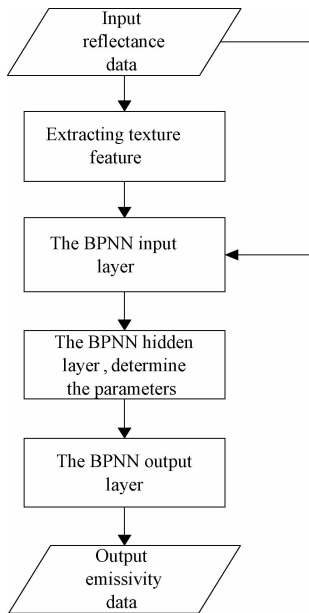 Input
reflectance
data
Extracting texture
feature
The BPNN input
layer
The BPNN hidden
layer , determine
the parameters
The BPNN output
layer
Output
emissivity
data